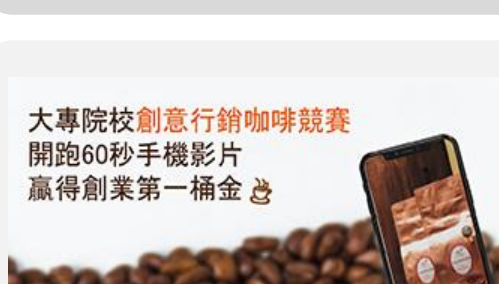 大專院校創意行銷咖啡競賽
開跑60秒手機影片
贏得創業第一桶金